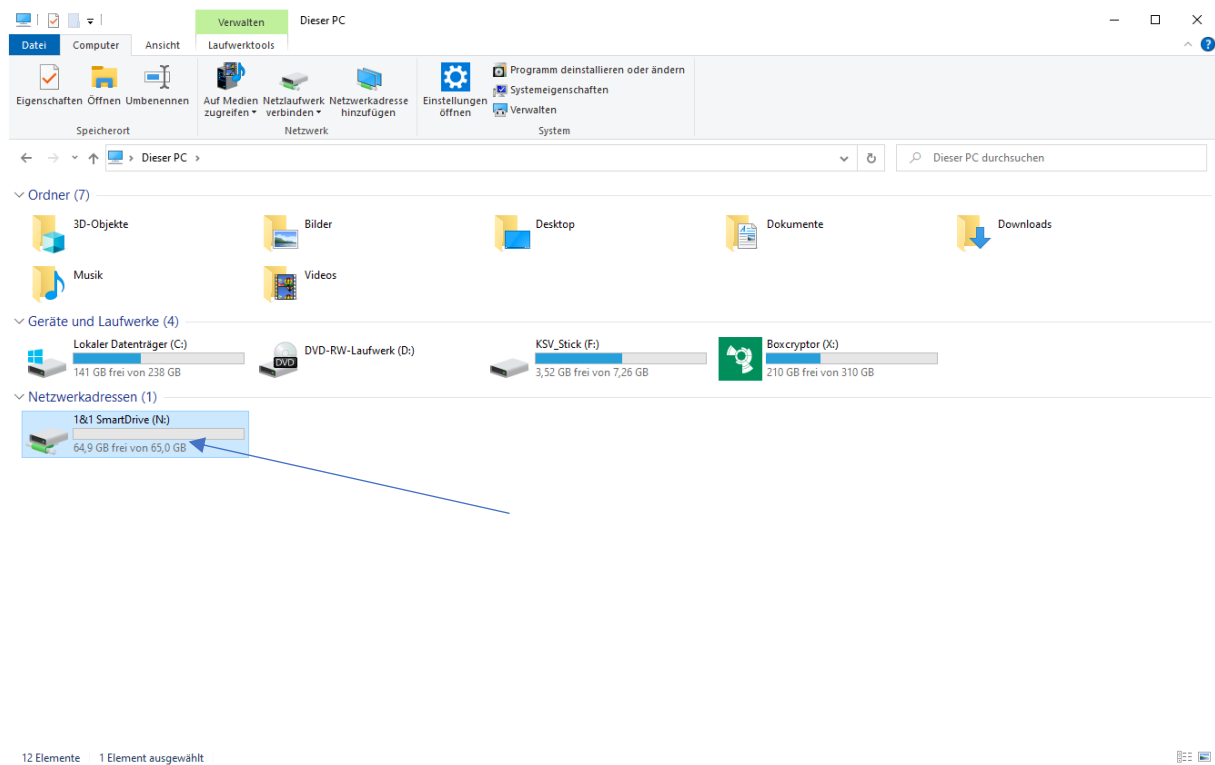 Verwalten
Dieser PC
Datei
Computer
Ansicht
Laufwerktools
Eigenschaften
Öffnen
Umbenennen
Speicherort
Auf Medien
zugreifen
Netzlaufwerk
verbinden
Netzwerkadresse
hinzufügen
Netzwerk
Einstellungen
öffnen
Programm deinstallieren oder ändern
Systemeigenschaften
Verwalten
System
Dieser PC
Dieser PC durchsuchen
Ordner (7)
3D-Objekte
Bilder
Desktop
Dokumente
Downloads
Musik
Videos
Geräte und Laufwerke (4)
Lokaler Datenträger (C:)
141 GB frei von 238 GB
DVD
DVD-RW-Laufwerk (D:)
KSV_Stick (F:)
3,52 GB frei von 7,26 GB
Boxcryptor (X:)
210 GB frei von 310 GB
Netzwerkadressen (1)
1&1 SmartDrive (N:)
64,9 GB frei von 65,0 GB
12 Elemente
1 Element ausgewählt